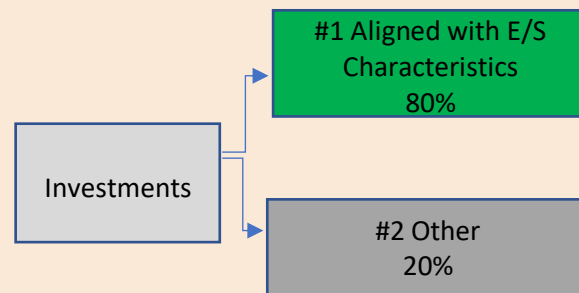 #1 Aligned with E/S
Characteristics
80%
Investments
#2 Other
20%